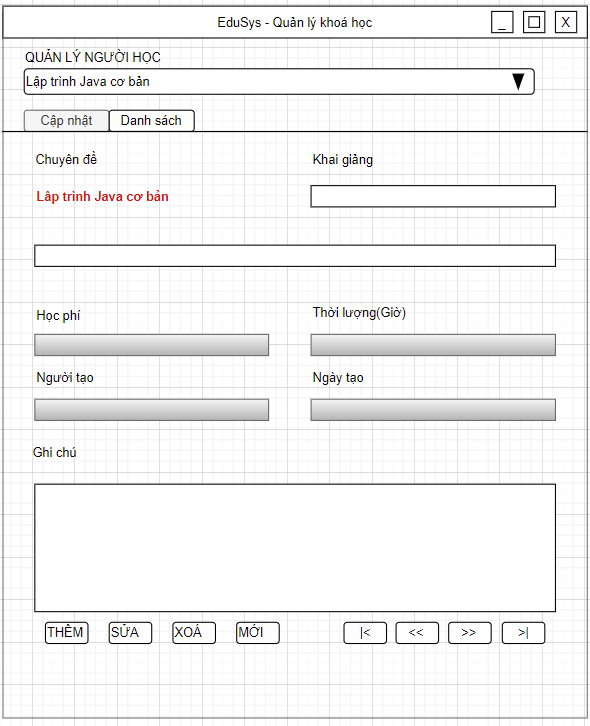 EduSys - Quản lý khoá học _ X
QUẢN LÝ NGƯỜI HỌC
Lập trình Java cơ bản
Cập nhật Danh sách
Chuyên đề Khai giảng
Lập trình Java cơ bản
Học phí Thời lượng(Giờ)
Người tạo Ngày tạo
Ghi chú
THÊM SỬA XOÁ MỚI |< << >> >|